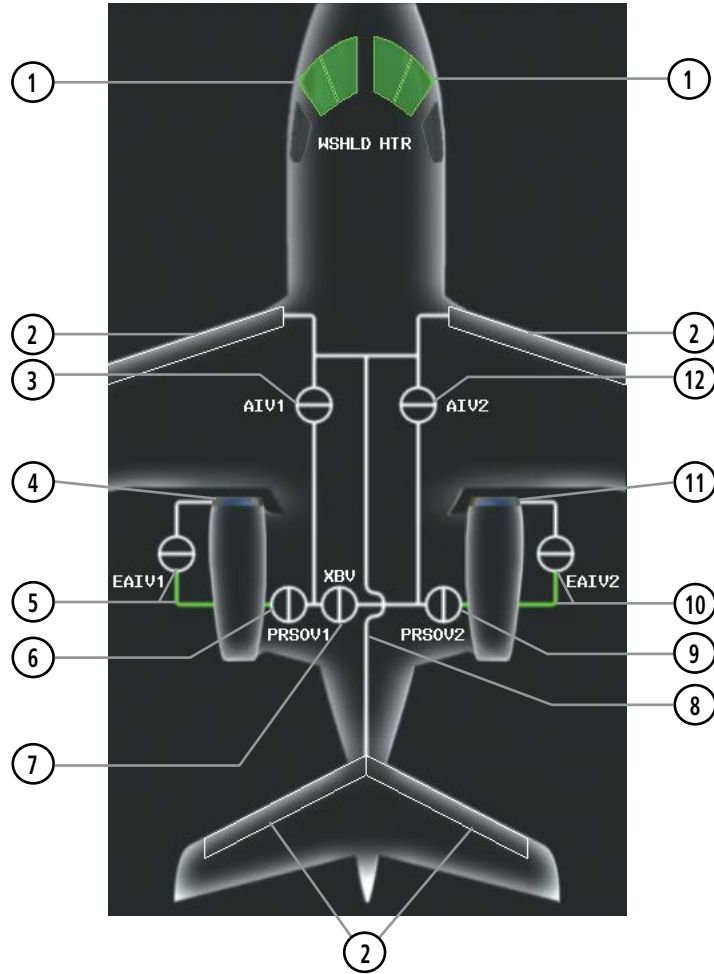 1 1
WSHLD HTR
2 2
3 12
AIV1 AIV2
4 11
EAIV1 XBV EAIV2
5 10
PRSOV1 PRSOV2
6 9
8
7
2